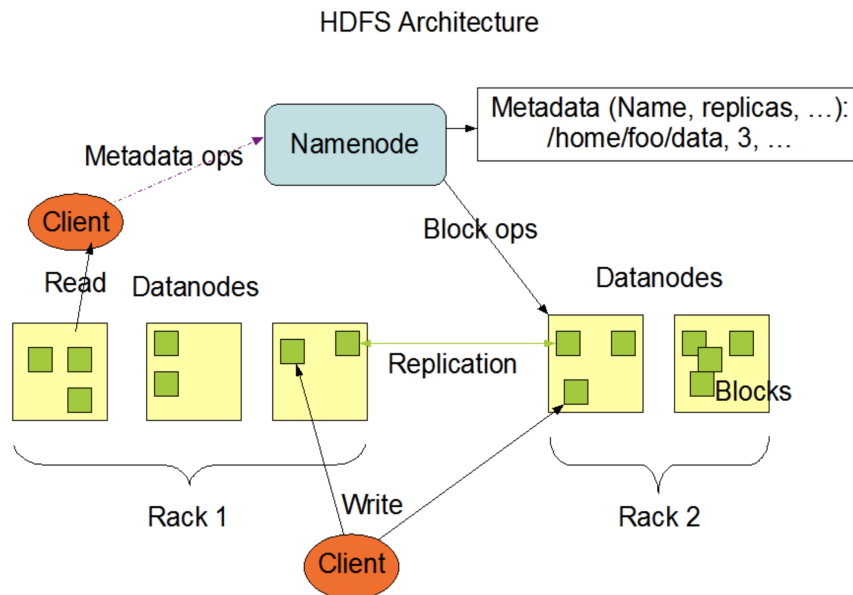 HDFS Architecture
Metadata (Name, replicas, …):
/home/foo/data, 3, …
Namenode
Metadata ops
Client
Block ops
Read
Datanodes
Datanodes
Replication
Blocks
Rack 1
Write
Rack 2
Client